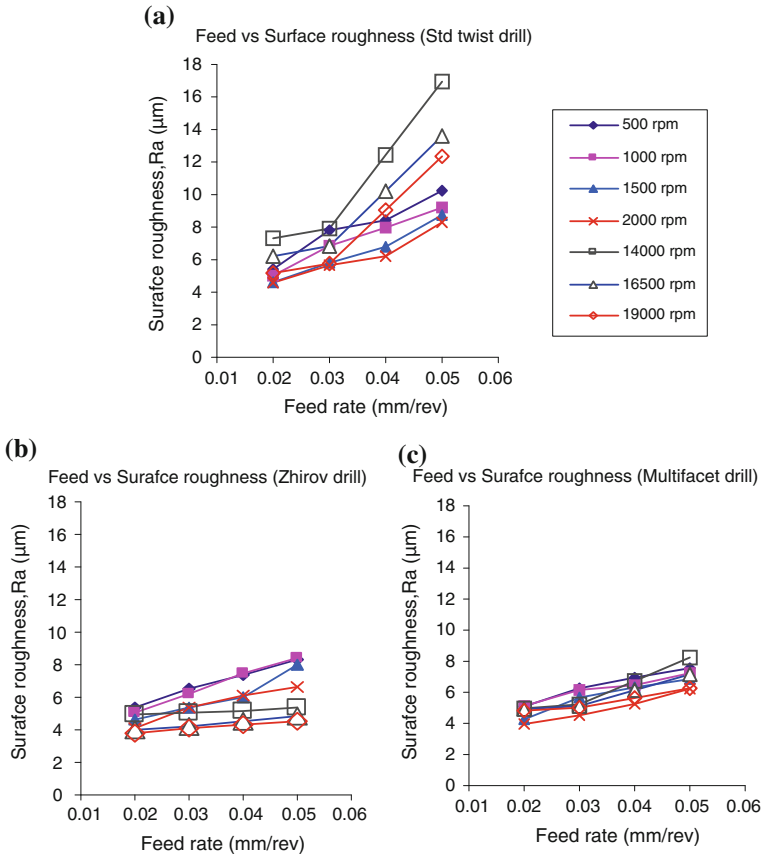 (a)
Feed vs Surface roughness (Std twist drill)
18
16
14
12
10
8
6
4
2
0
Surafce roughness,Ra (µm)
0.01 0.02 0.03 0.04 0.05 0.06
Feed rate (mm/rev)
500 rpm
1000 rpm
1500 rpm
2000 rpm
14000 rpm
16500 rpm
19000 rpm
(b)
Feed vs Surafce roughness (Zhirov drill)
18
16
14
12
10
8
6
4
2
0
Surafce roughness,Ra (µm)
0.01 0.02 0.03 0.04 0.05 0.06
Feed rate (mm/rev)
(c)
Feed vs Surafce roughness (Multifacet drill)
18
16
14
12
10
8
6
4
2
0
Surafce roughness,Ra (µm)
0.01 0.02 0.03 0.04 0.05 0.06
Feed rate (mm/rev)